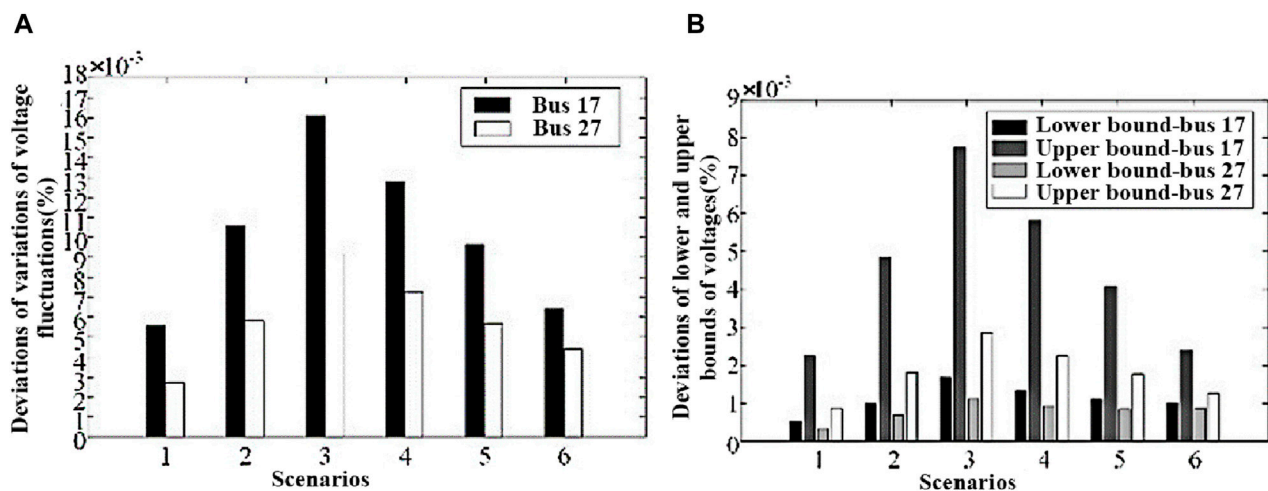 A
18×10⁻³
17
16
15
14
13
12
11
10
9
8
7
6
5
4
3
2
1
0
Deviations of variations of voltage
fluctuations(%)
Bus 17
Bus 27
1 2 3 4 5 6
Scenarios
B
9×10⁻³
8
7
6
5
4
3
2
1
0
Deviations of lower and upper
bounds of voltages(%)
Lower bound-bus 17
Upper bound-bus 17
Lower bound-bus 27
Upper bound-bus 27
1 2 3 4 5 6
Scenarios